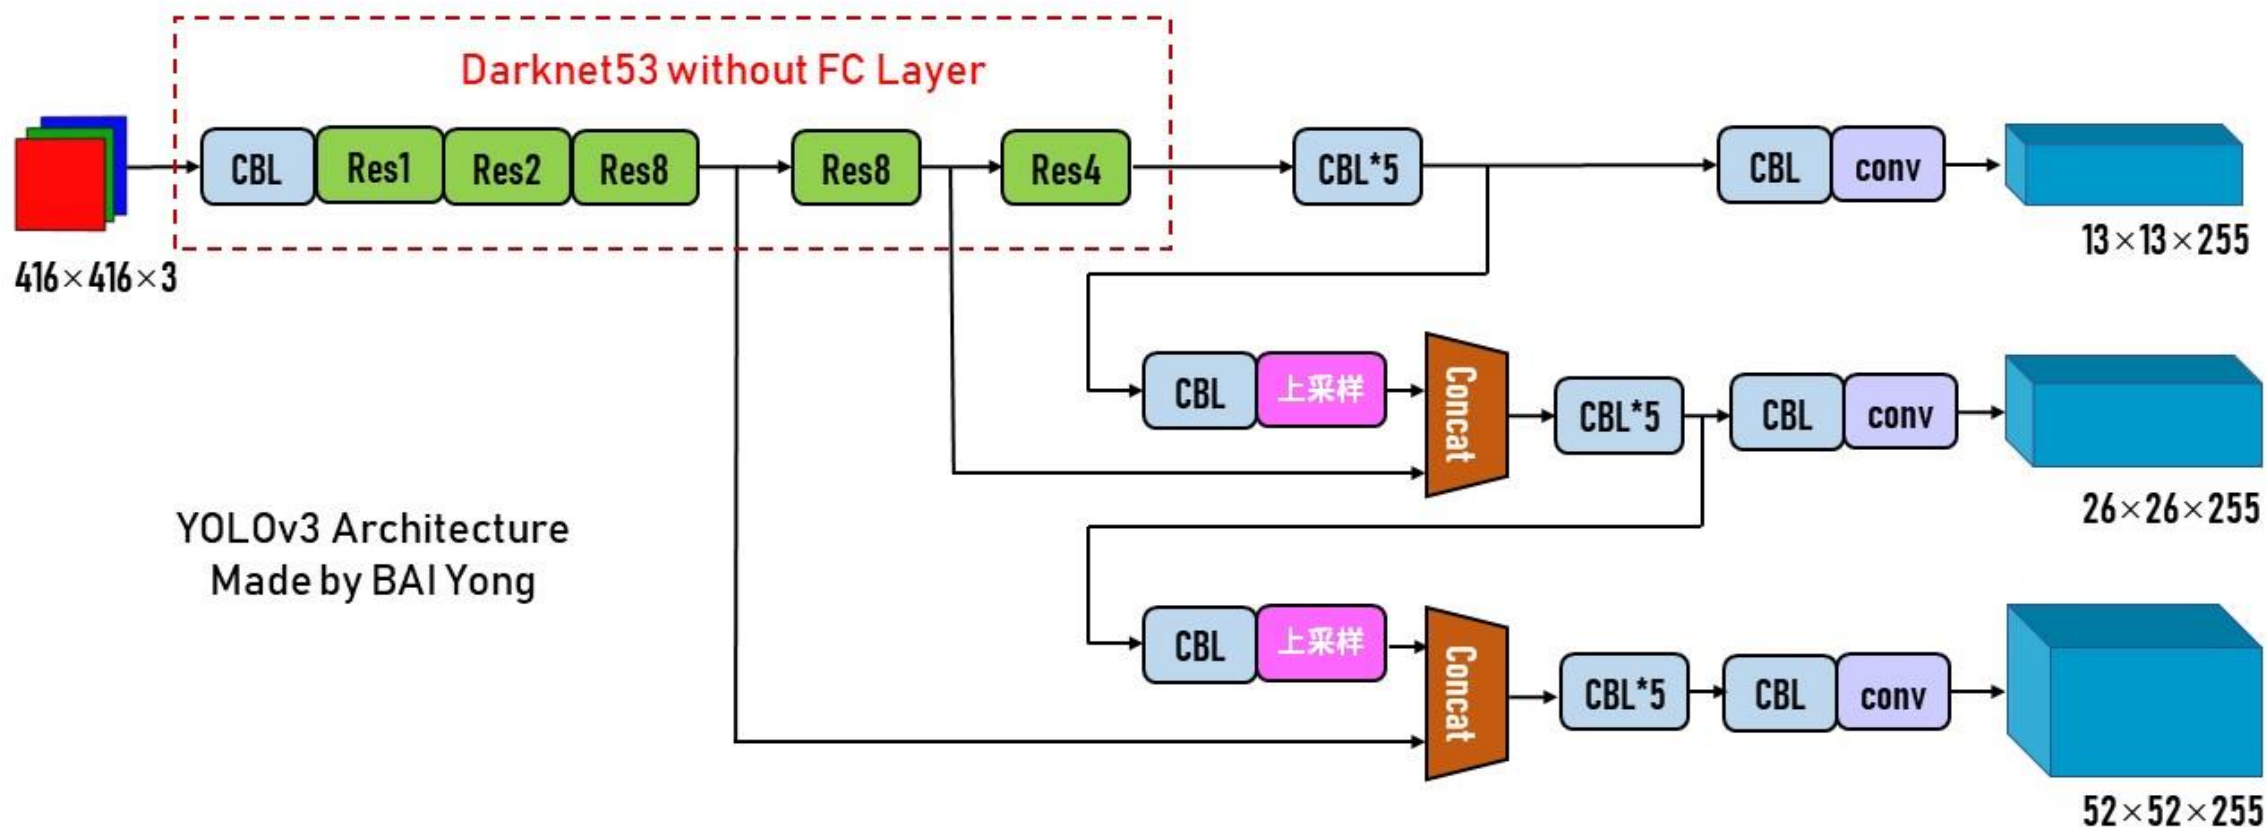 Darknet53 without FC Layer
CBL
Res1
Res2
Res8
Res8
Res4
CBL*5
CBL
conv
416×416×3
13×13×255
CBL
上采样
Concat
CBL*5
CBL
conv
26×26×255
YOLOv3 Architecture
Made by BAI Yong
CBL
上采样
Concat
CBL*5
CBL
conv
52×52×255